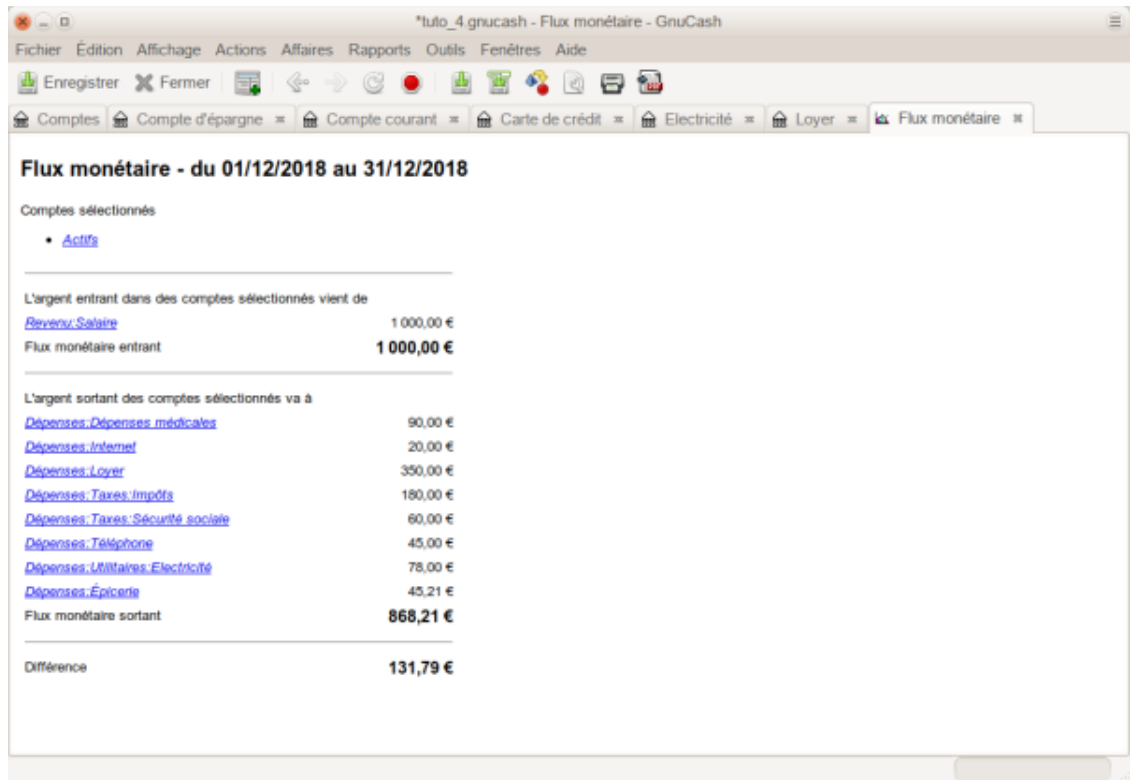 *tuto_4.gnucash - Flux monétaire - GnuCash
Fichier Édition Affichage Actions Affaires Rapports Outils Fenêtres Aide
Enregistrer Fermer
Comptes Compte d'épargne Compte courant Carte de crédit Electricité Loyer Flux monétaire
Flux monétaire - du 01/12/2018 au 31/12/2018
Comptes sélectionnés
• Actifs
L'argent entrant dans des comptes sélectionnés vient de
Revenu:Salaire 1 000,00 €
Flux monétaire entrant 1 000,00 €
L'argent sortant des comptes sélectionnés va à
Dépenses:Dépenses médicales 90,00 €
Dépenses:Internet 20,00 €
Dépenses:Loyer 350,00 €
Dépenses:Taxes:Impôts 180,00 €
Dépenses:Taxes:Sécurité sociale 60,00 €
Dépenses:Téléphone 45,00 €
Dépenses:Utilitaires:Electricité 78,00 €
Dépenses:Épicerie 45,21 €
Flux monétaire sortant 868,21 €
Différence 131,79 €